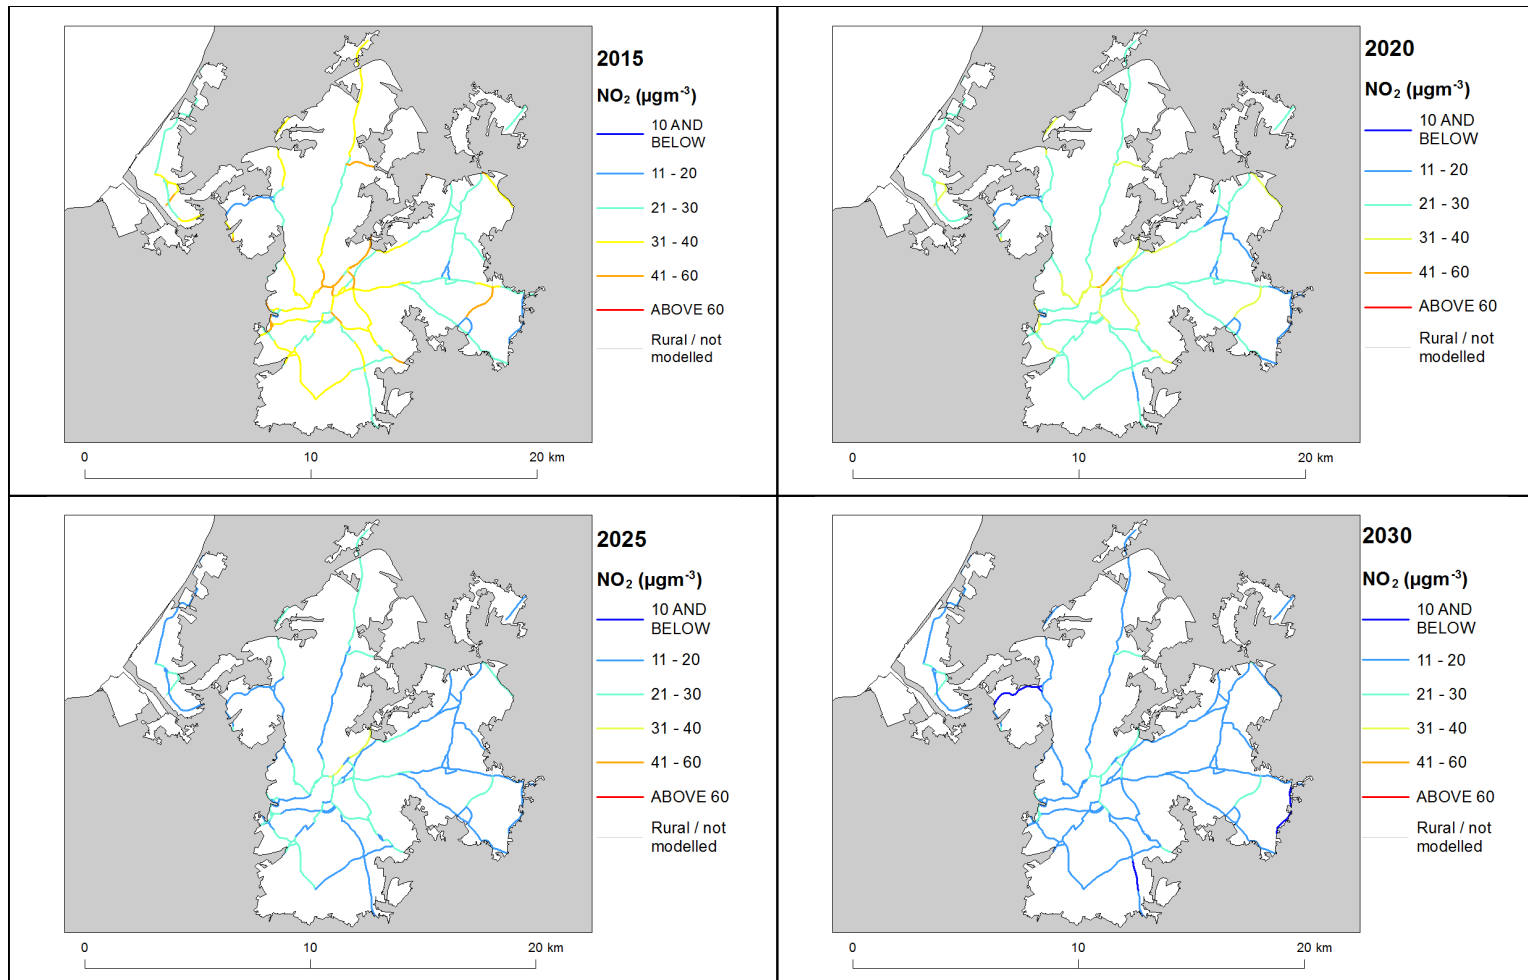 2015
NO₂ (µgm⁻³)
10 AND
BELOW
11 - 20
21 - 30
31 - 40
41 - 60
ABOVE 60
Rural / not
modelled
0 10 20 km
2020
NO₂ (µgm⁻³)
10 AND
BELOW
11 - 20
21 - 30
31 - 40
41 - 60
ABOVE 60
Rural / not
modelled
0 10 20 km
2025
NO₂ (µgm⁻³)
10 AND
BELOW
11 - 20
21 - 30
31 - 40
41 - 60
ABOVE 60
Rural / not
modelled
0 10 20 km
2030
NO₂ (µgm⁻³)
10 AND
BELOW
11 - 20
21 - 30
31 - 40
41 - 60
ABOVE 60
Rural / not
modelled
0 10 20 km